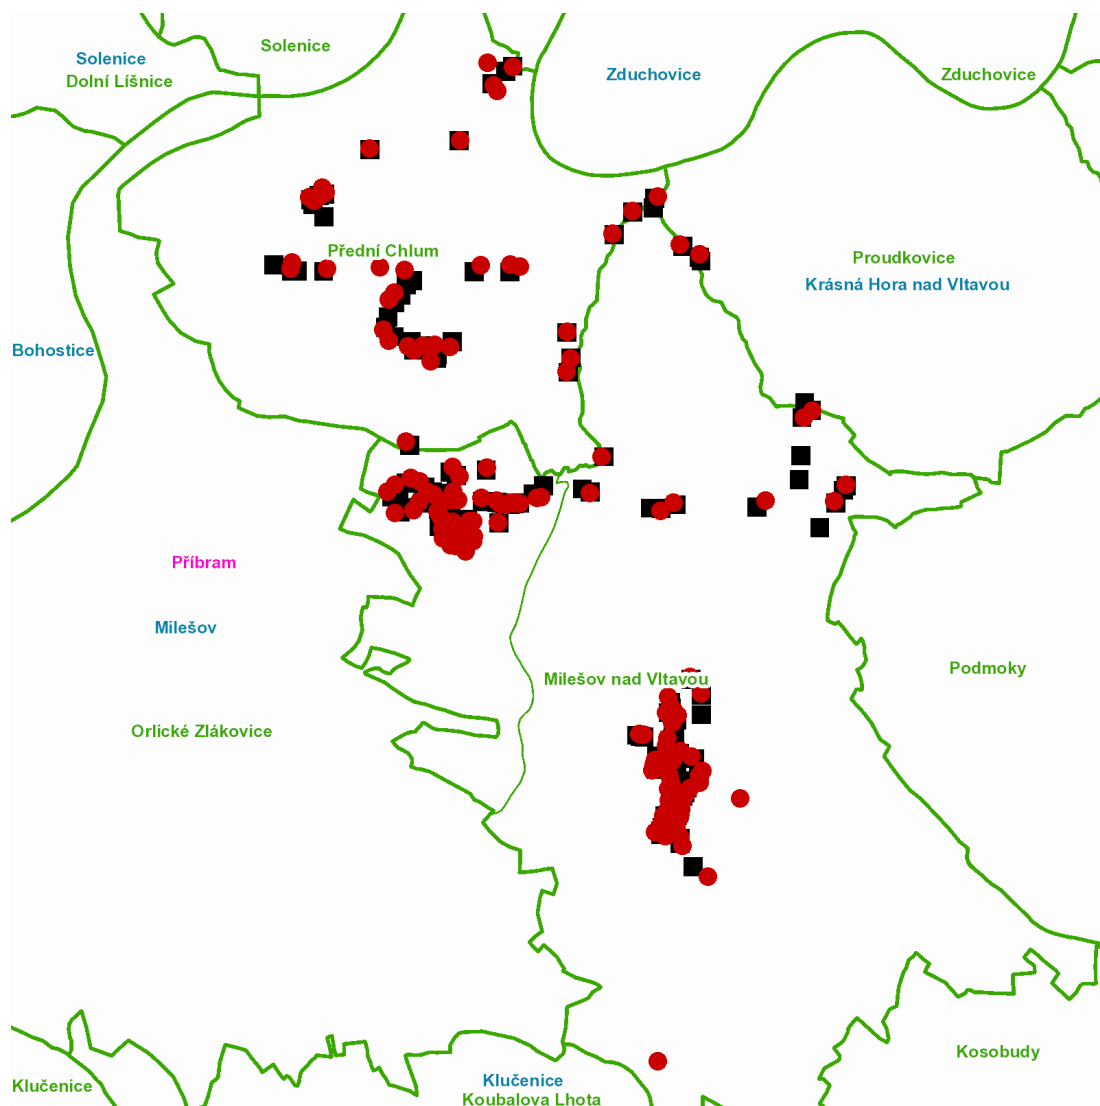 Solenice
Solenice
Dolní Líšnice
Zduchovice
Zduchovice
Přední Chlum
Proudkovice
Krásná Hora nad Vltavou
Bohostice
Příbram
Milešov
Podmoky
Milešov nad Vltavou
Orlické Zlákovice
Kosobudy
Klučenice
Klučenice
Koubalova Lhota